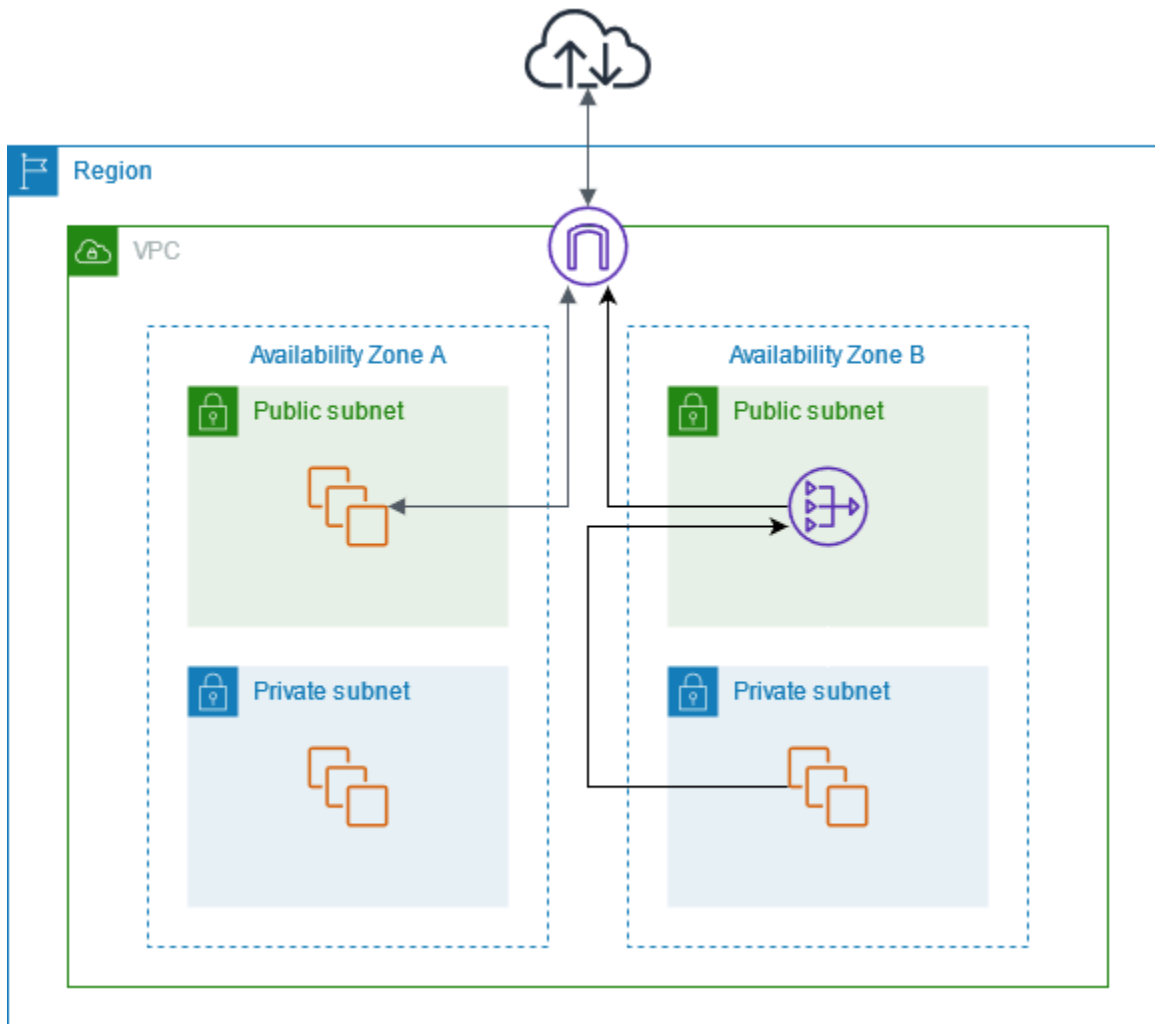 Region
VPC
Availability Zone A
Availability Zone B
Public subnet
Public subnet
Private subnet
Private subnet